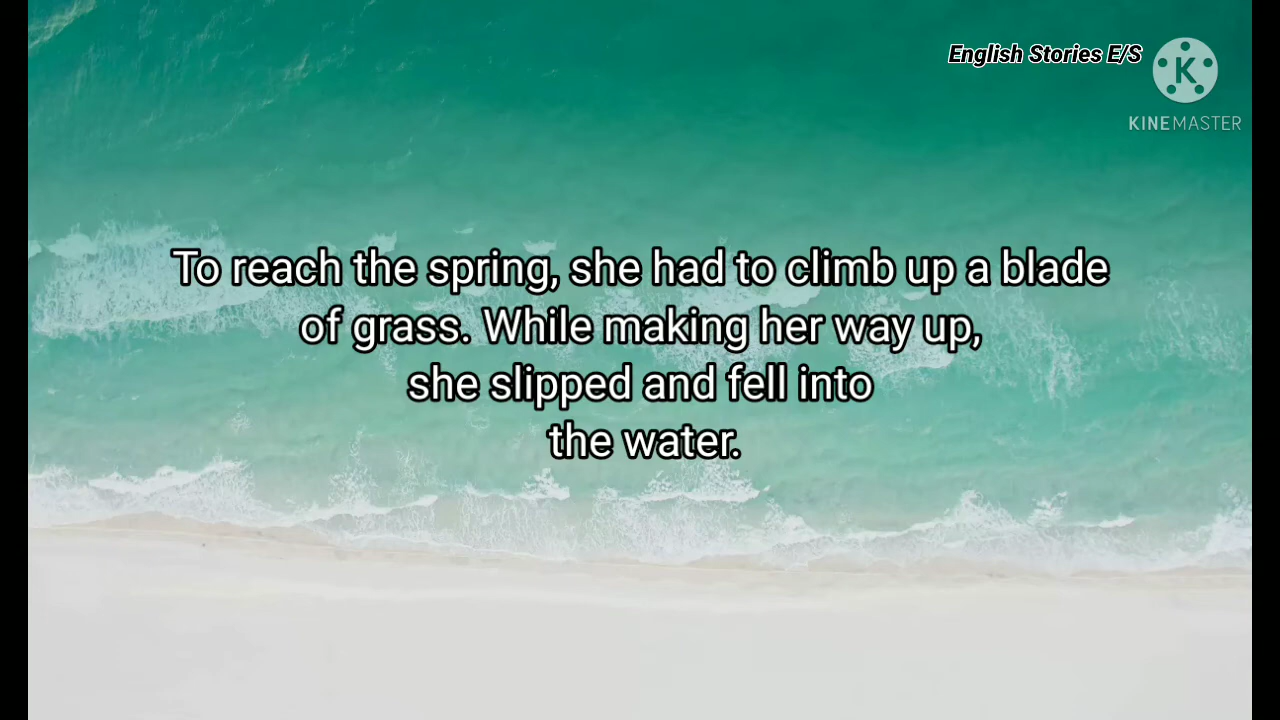 English Stories E/S
K
KINEMASTER
To reach the spring, she had to climb up a blade
of grass. While making her way up,
she slipped and fell into
the water.